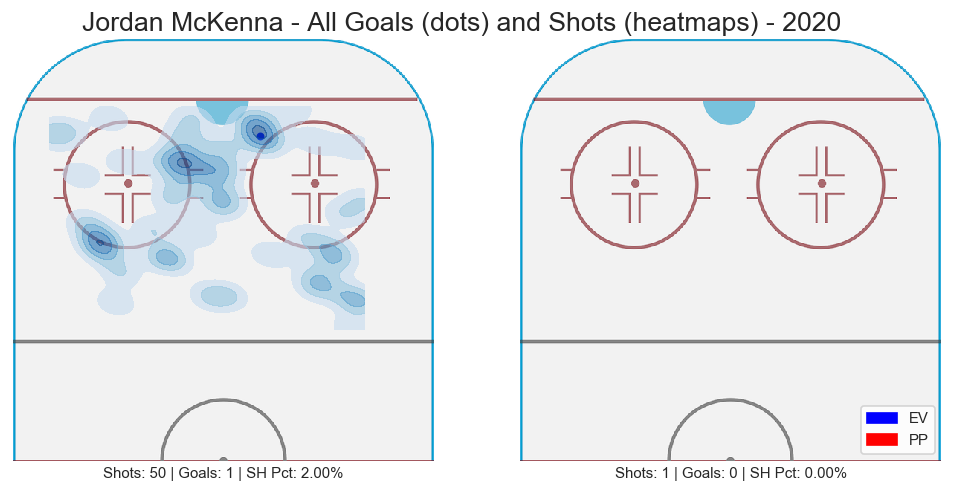 Jordan McKenna - All Goals (dots) and Shots (heatmaps) - 2020
EV
PP
Shots: 50 | Goals: 1 | SH Pct: 2.00%
Shots: 1 | Goals: 0 | SH Pct: 0.00%